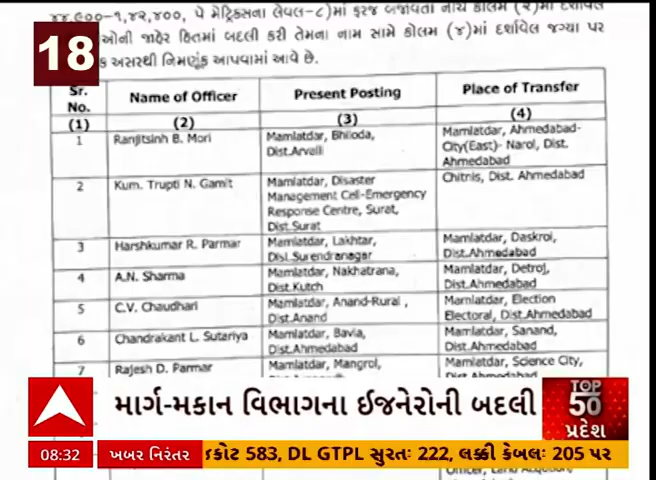 ૪૪,૯૦૦-૧,૪૨,૪૦૦, પે મેટ્રિક્સના લેવલ-૮)માં ફરજ બજાવતા નીચે કોલમ (૨)માં દર્શાવેલ
ઓની જાહેર હિતમાં બદલી કરી તેમના નામ સામે કોલમ (૪)માં દર્શાવેલ જગ્યા પર
ક અસરથી નિમણૂંક આપવામાં આવે છે.
18
Sr. No. Name of Officer Present Posting Place of Transfer
(1) (2) (3) (4)
1 Ranjitsinh B. Mori Mamlatdar, Bhiloda, Mamlatdar, Ahmedabad-
Dist.Arvalli City(East)- Narol, Dist.
Ahmedabad
2 Kum. Trupti N. Gamit Mamlatdar, Disaster Chitnis, Dist. Ahmedabad
Management Cell-Emergency
Response Centre, Surat,
Dist.Surat
3 Harshkumar R. Parmar Mamlatdar, Lakhtar, Mamlatdar, Daskroi,
Dist.Surendranagar Dist.Ahmedabad
4 A.N. Sharma Mamlatdar, Nakhatrana, Mamlatdar, Detroj,
Dist.Kutch Dist.Ahmedabad
5 C.V. Chaudhari Mamlatdar, Anand-Rural , Mamlatdar, Election
Dist.Anand Electoral, Dist.Ahmedabad
6 Chandrakant L. Sutariya Mamlatdar, Bavla, Mamlatdar, Sanand,
Dist.Ahmedabad Dist.Ahmedabad
7 Rajesh D. Parmar Mamlatdar, Mangrol, Mamlatdar, Science City,
માર્ગ-મકાન વિભાગના ઈજનેરોની બદલી
TOP
50
પ્રદેશ
08:32 ખબર નિરંતર કોટ 583, DL GTPL સુરતઃ 222, લક્કી કેબલઃ 205 પર